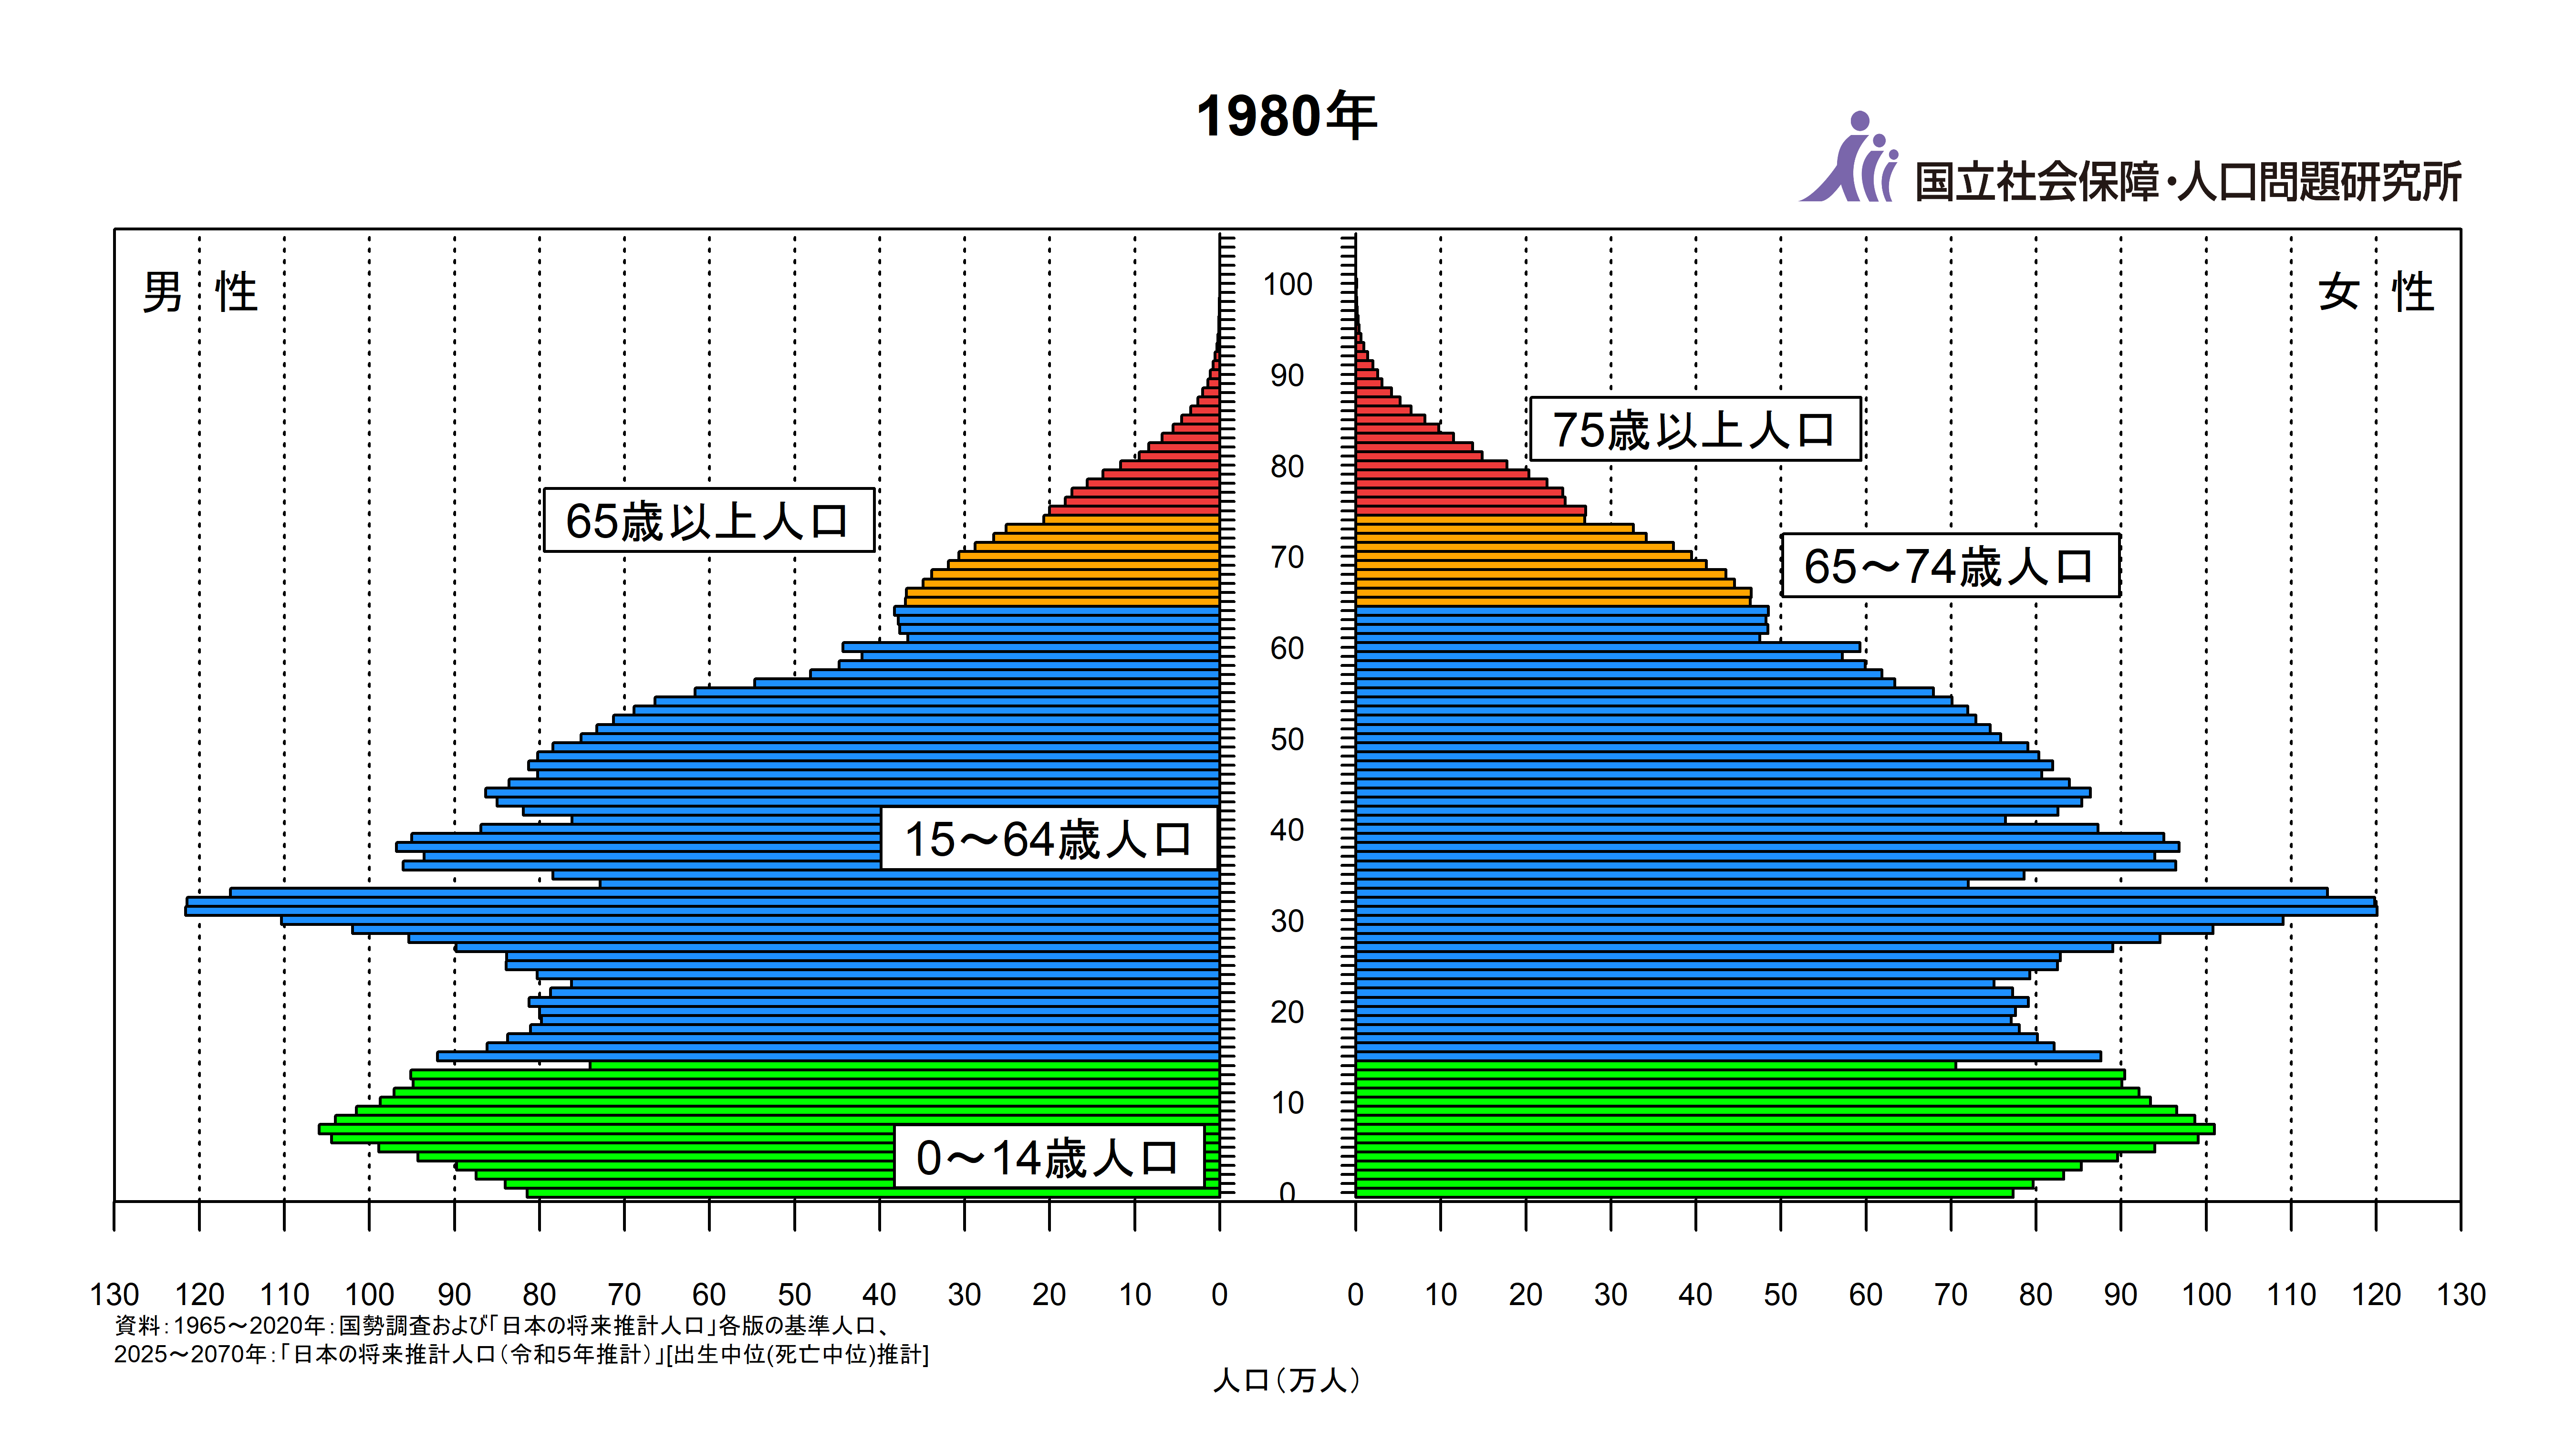 1980年
国立社会保障・人口問題研究所
男 性
女 性
100
90
75歳以上人口
80
65歳以上人口
70
65～74歳人口
60
50
40
15～64歳人口
30
20
10
0～14歳人口
0
130 120 110 100 90 80 70 60 50 40 30 20 10 0 0 10 20 30 40 50 60 70 80 90 100 110 120 130
資料：1965～2020年：国勢調査および「日本の将来推計人口」各版の基準人口、
2025～2070年：「日本の将来推計人口（令和５年推計）」[出生中位(死亡中位)推計]
人口（万人）